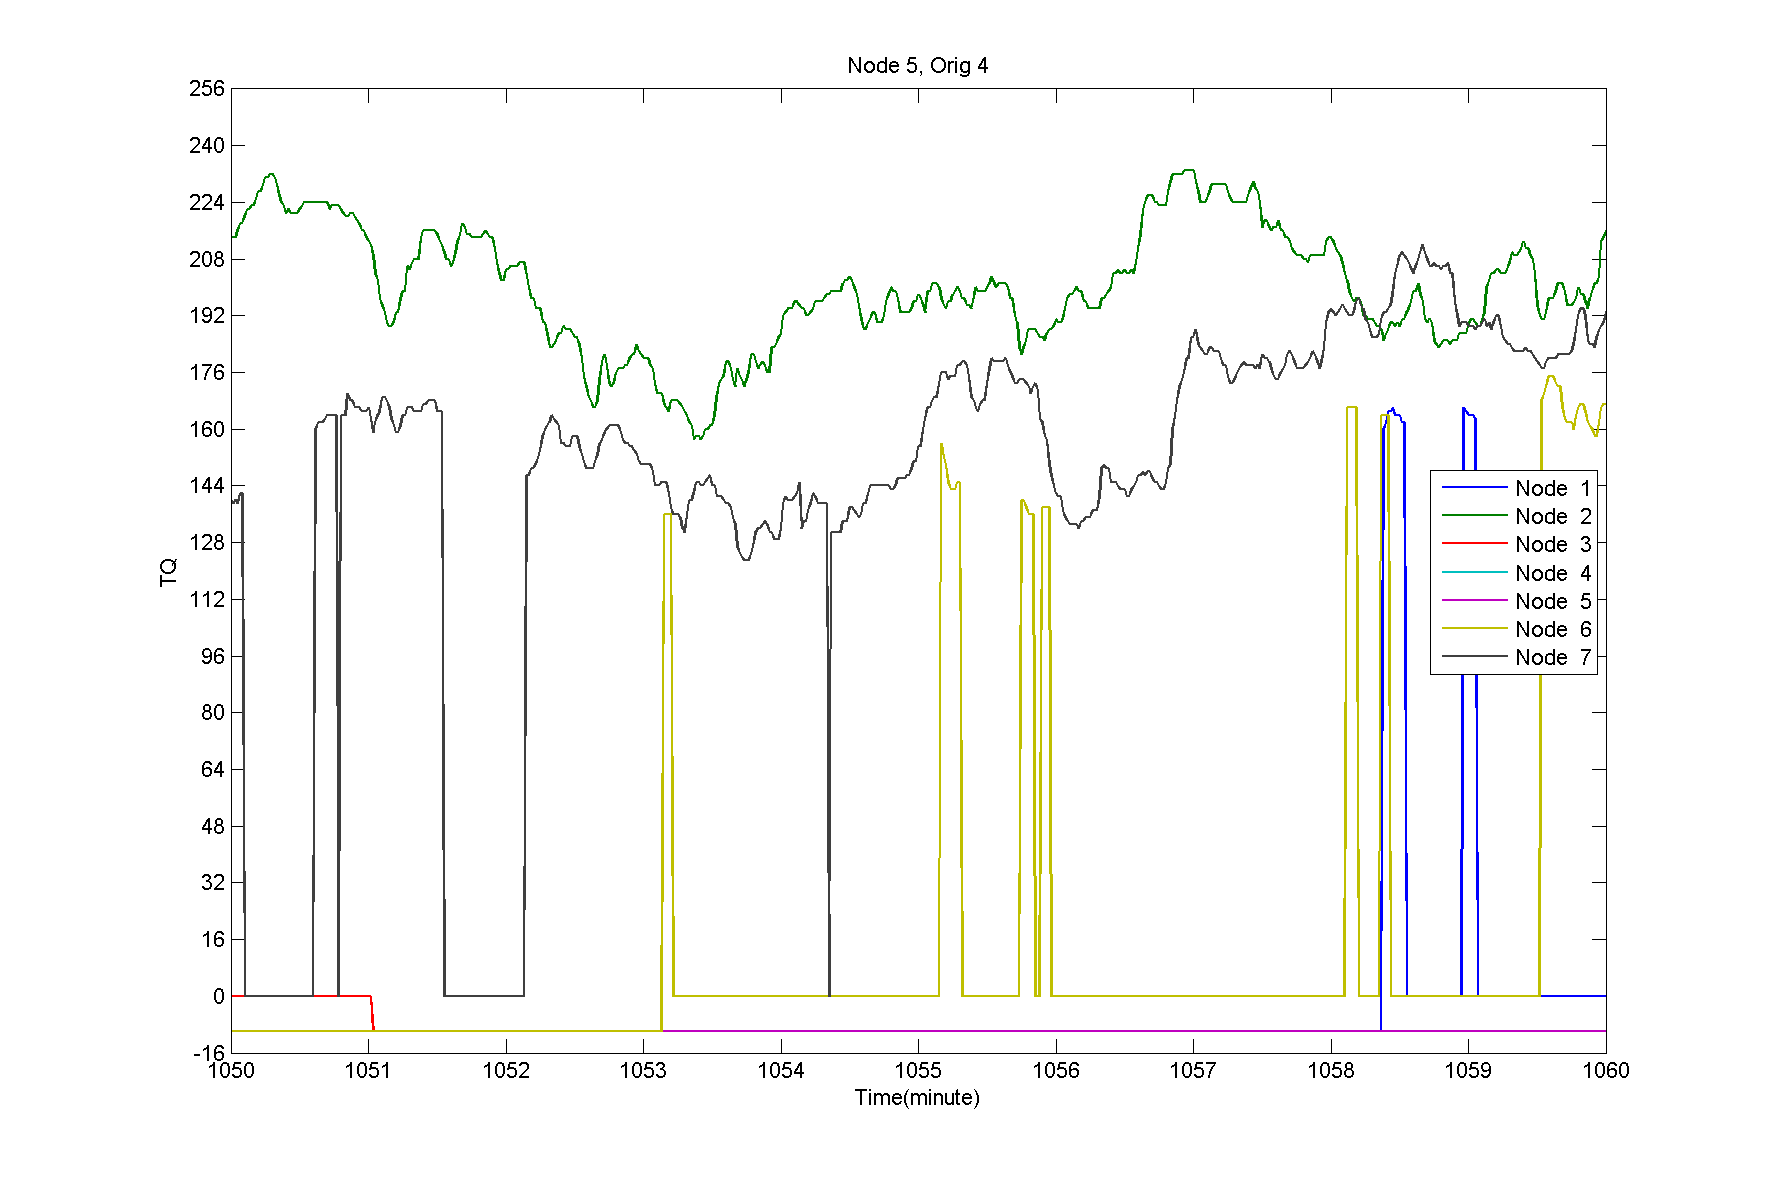 Node 5, Orig 4
256
240
224
208
192
176
160
144
128
112
96
80
64
48
32
16
0
-16
TQ
Node 1
Node 2
Node 3
Node 4
Node 5
Node 6
Node 7
1050 1051 1052 1053 1054 1055 1056 1057 1058 1059 1060
Time(minute)